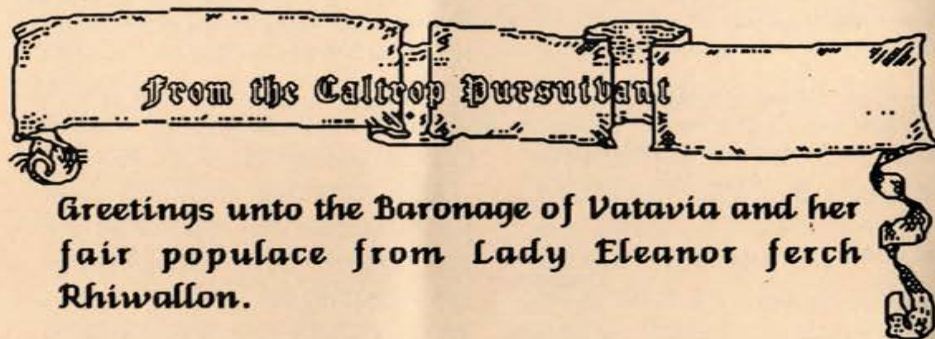 From the Caltrop Pursuivant
Greetings unto the Baronage of Vatavia and her
fair populace from Lady Eleanor ferch
Rhiwallon.